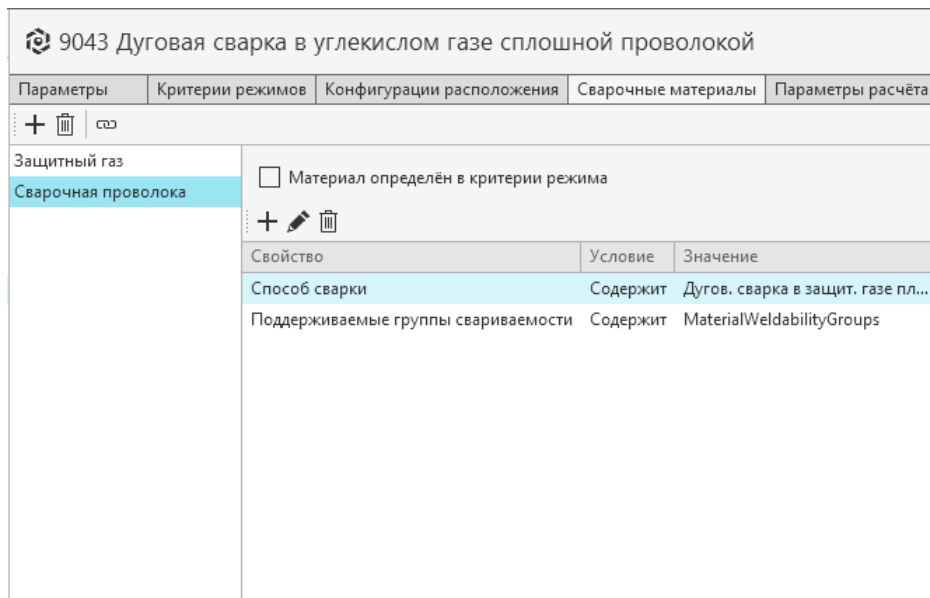 9043 Дуговая сварка в углекислом газе сплошной проволокой
Параметры Критерии режимов Конфигурации расположения Сварочные материалы Параметры расчёта
Защитный газ
Сварочная проволока
Материал определён в критерии режима
Свойство Условие Значение
Способ сварки Содержит Дугов. сварка в защит. газе пл...
Поддерживаемые группы свариваемости Содержит MaterialWeldabilityGroups